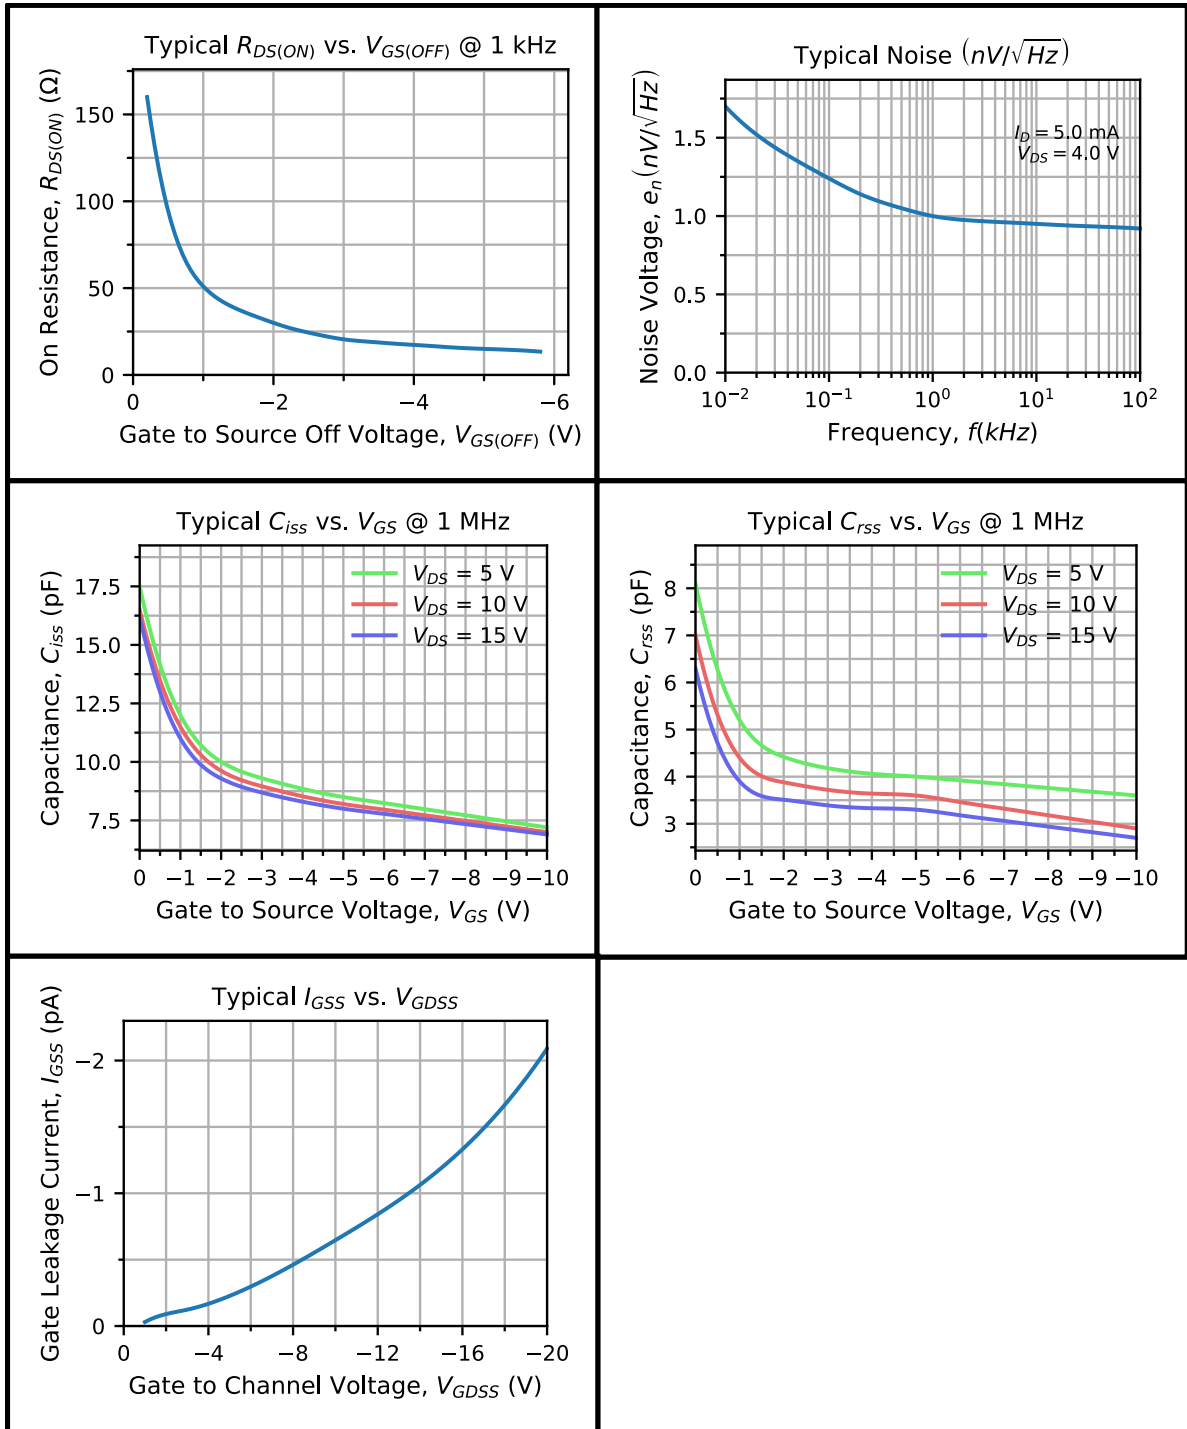 Typical R_DS(ON) vs. V_GS(OFF) @ 1 kHz
On Resistance, R_DS(ON) (Ω)
150
100
50
0
0 −2 −4 −6
Gate to Source Off Voltage, V_GS(OFF) (V)
Typical Noise (nV/√Hz)
Noise Voltage, e_n (nV/√Hz)
I_D = 5.0 mA
V_DS = 4.0 V
1.5
1.0
0.5
0.0
10⁻² 10⁻¹ 10⁰ 10¹ 10²
Frequency, f(kHz)
Typical C_iss vs. V_GS @ 1 MHz
Capacitance, C_iss (pF)
V_DS = 5 V
V_DS = 10 V
V_DS = 15 V
17.5
15.0
12.5
10.0
7.5
0 −1 −2 −3 −4 −5 −6 −7 −8 −9 −10
Gate to Source Voltage, V_GS (V)
Typical C_rss vs. V_GS @ 1 MHz
Capacitance, C_rss (pF)
V_DS = 5 V
V_DS = 10 V
V_DS = 15 V
8
7
6
5
4
3
0 −1 −2 −3 −4 −5 −6 −7 −8 −9 −10
Gate to Source Voltage, V_GS (V)
Typical I_GSS vs. V_GDSS
Gate Leakage Current, I_GSS (pA)
−2
−1
0
0 −4 −8 −12 −16 −20
Gate to Channel Voltage, V_GDSS (V)